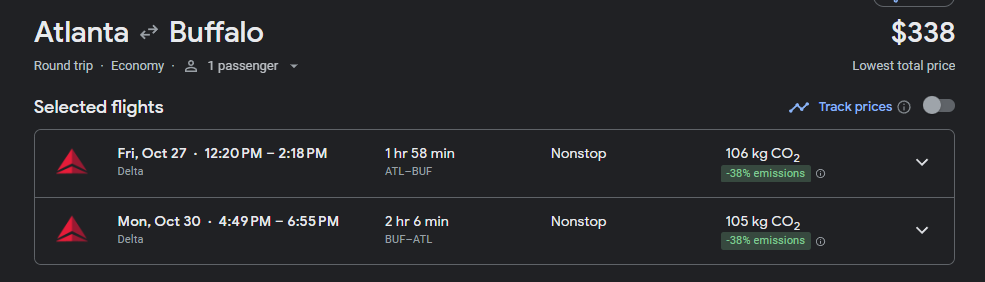 Atlanta Buffalo
$338
Round trip · Economy · 1 passenger
Lowest total price
Selected flights
Track prices
Fri, Oct 27 · 12:20 PM – 2:18 PM
1 hr 58 min
Nonstop
106 kg CO2
Delta
ATL–BUF
-38% emissions
Mon, Oct 30 · 4:49 PM – 6:55 PM
2 hr 6 min
Nonstop
105 kg CO2
Delta
BUF–ATL
-38% emissions